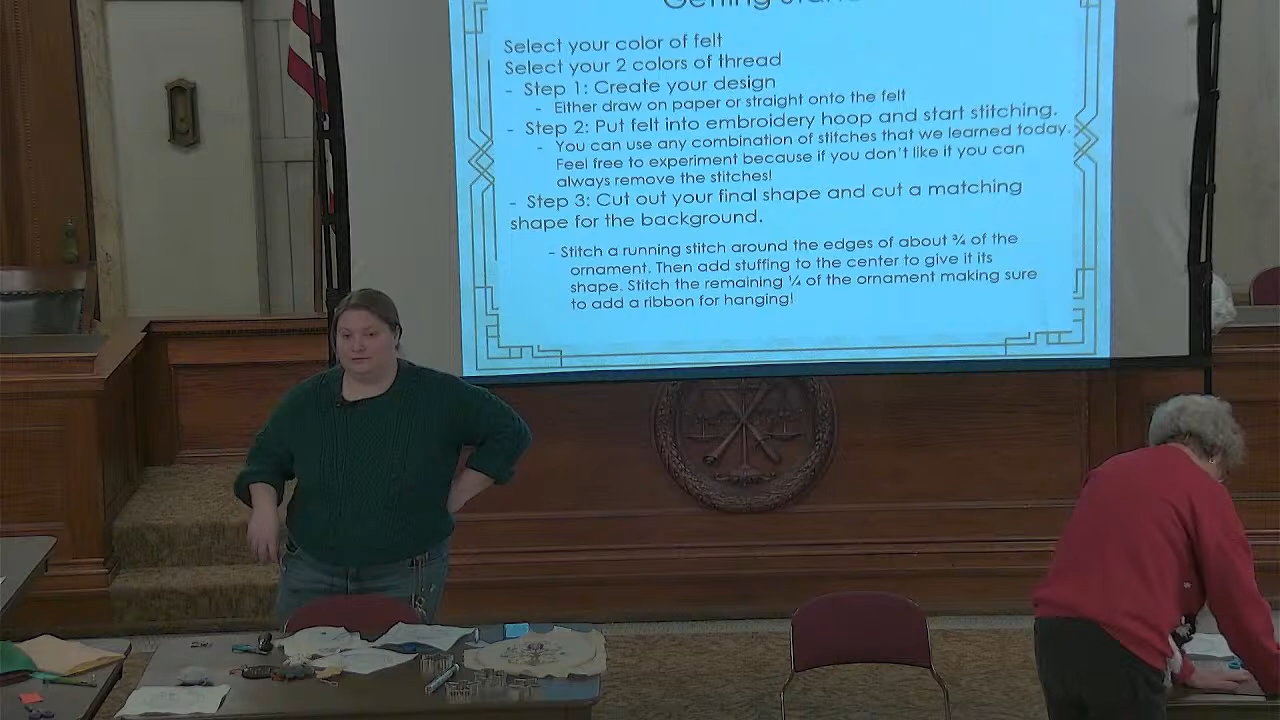 Getting
Select your color of felt
Select your 2 colors of thread
- Step 1: Create your design
- Either draw on paper or straight onto the felt
- Step 2: Put felt into embroidery hoop and start stitching.
- You can use any combination of stitches that we learned today.
Feel free to experiment because if you don't like it you can
always remove the stitches!
- Step 3: Cut out your final shape and cut a matching
shape for the background.
- Stitch a running stitch around the edges of about ¾ of the
ornament. Then add stuffing to the center to give it its
shape. Stitch the remaining ¼ of the ornament making sure
to add a ribbon for hanging!